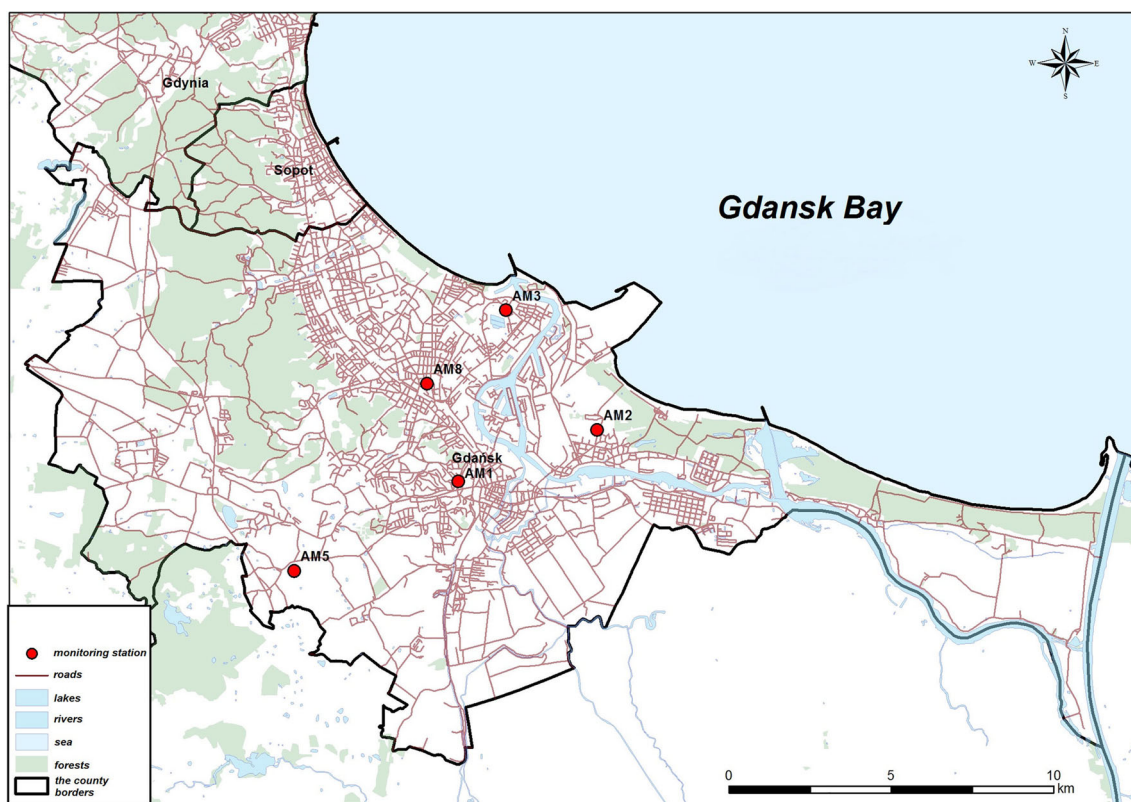 N
W E
S
Gdynia
Sopot
Gdansk Bay
AM3
AM8
AM2
Gdańsk
AM1
AM5
monitoring station
roads
lakes
rivers
sea
forests
the county
borders
0 5 10
km